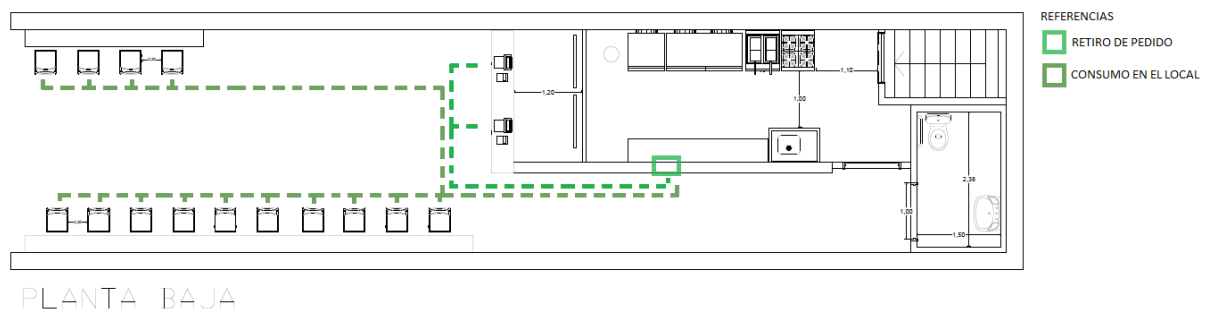 REFERENCIAS
RETIRO DE PEDIDO
CONSUMO EN EL LOCAL
1,20
1,10
1,00
2,38
1,00
1,50
PLANTA BAJA